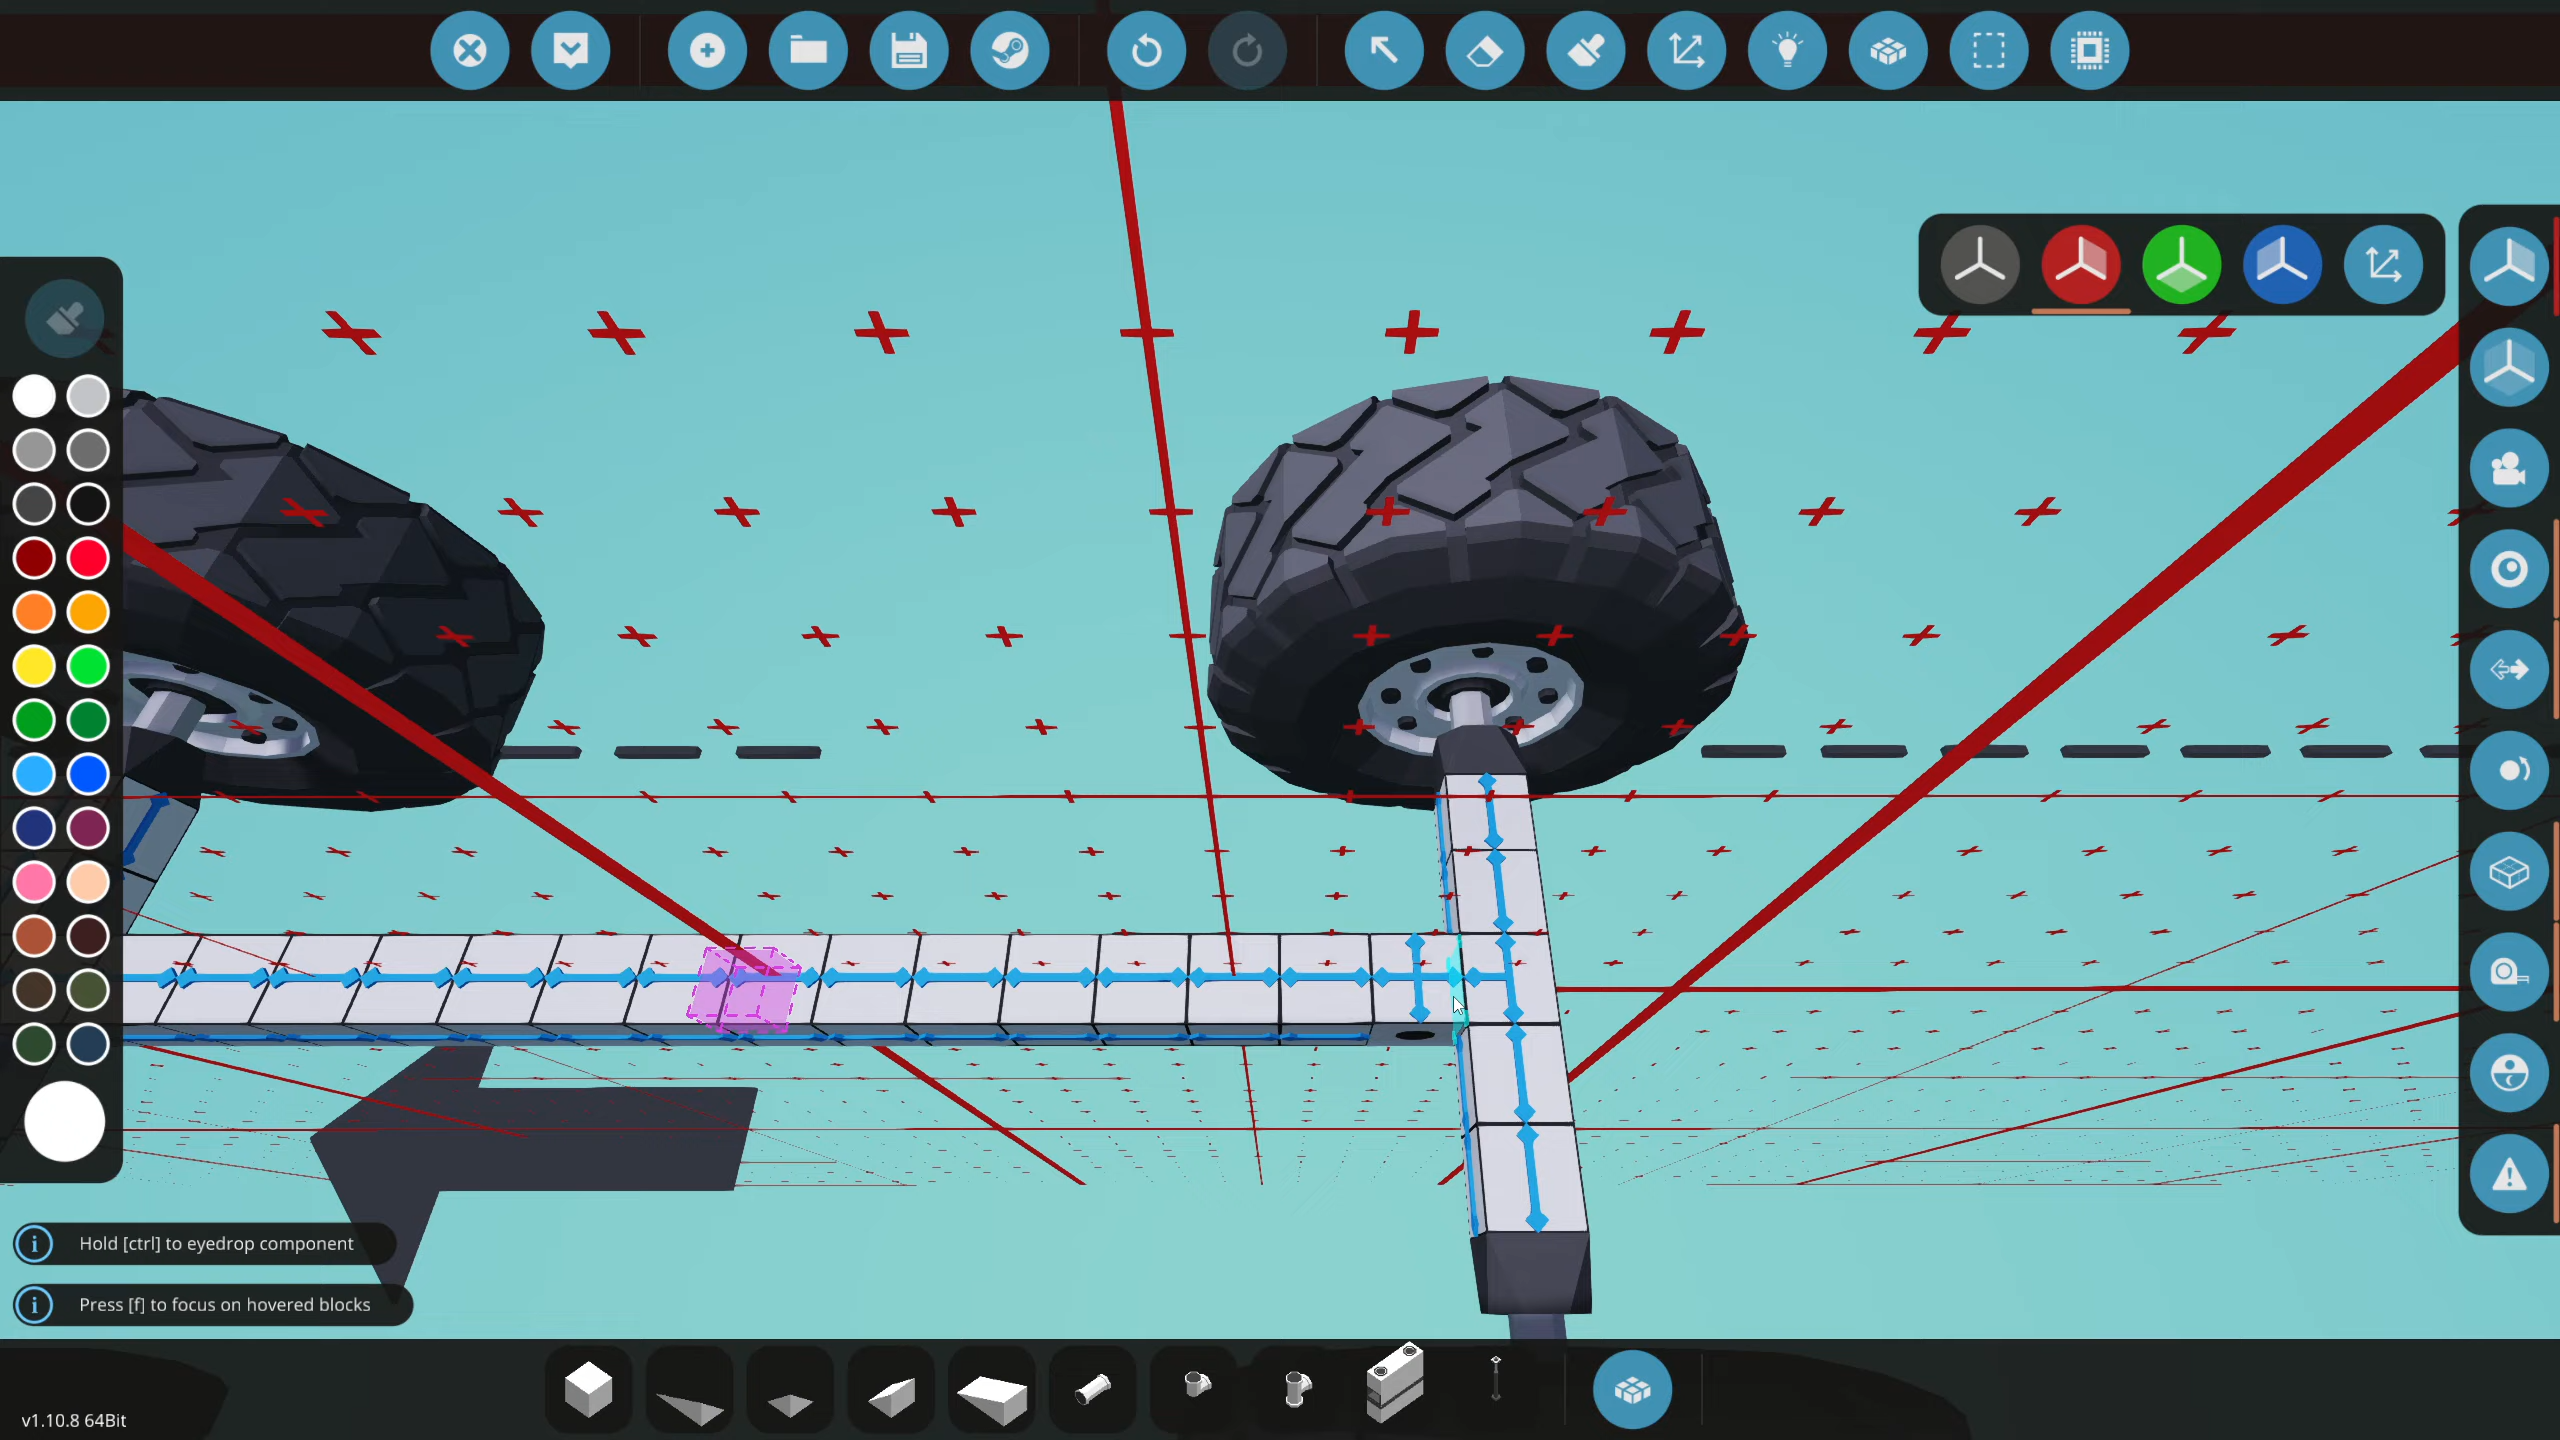 Hold [ctrl] to eyedrop component
Press [f] to focus on hovered blocks
v1.10.8 64Bit